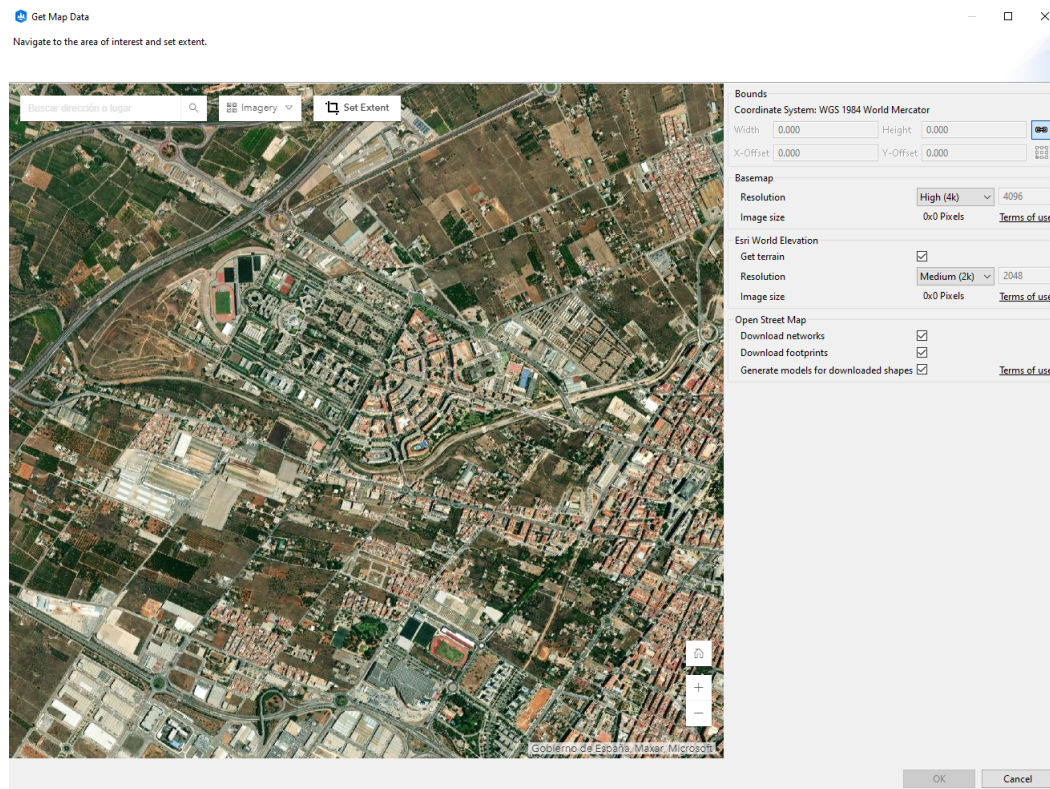 Get Map Data
Navigate to the area of interest and set extent.
Buscar dirección o lugar
Imagery
Set Extent
Gobierno de España, Maxar, Microsoft
Bounds
Coordinate System: WGS 1984 World Mercator
Width 0.000 Height 0.000
X-Offset 0.000 Y-Offset 0.000
Basemap
Resolution High (4k) 4096
Image size 0x0 Pixels Terms of use
Esri World Elevation
Get terrain
Resolution Medium (2k) 2048
Image size 0x0 Pixels Terms of use
Open Street Map
Download networks
Download footprints
Generate models for downloaded shapes Terms of use
OK Cancel